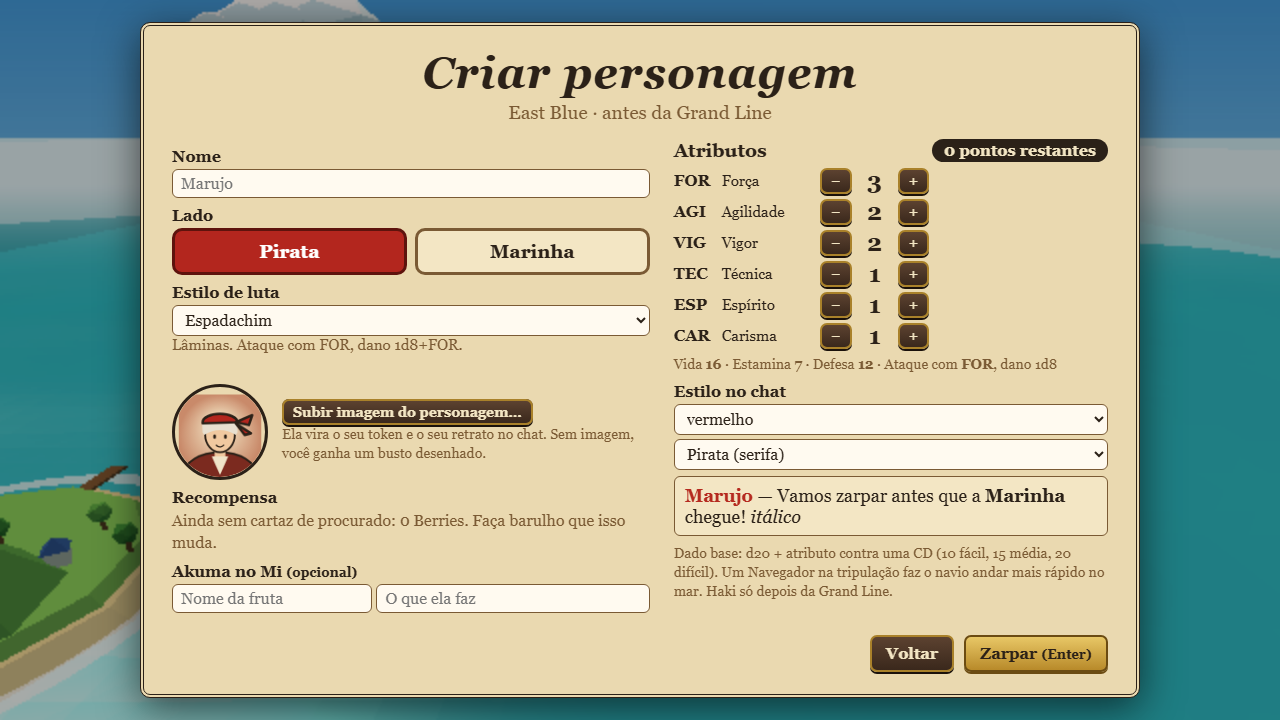 Criar personagem
East Blue · antes da Grand Line
Nome
Marujo
Lado
Pirata
Marinha
Estilo de luta
Espadachim
Lâminas. Ataque com FOR, dano 1d8+FOR.
Subir imagem do personagem...
Ela vira o seu token e o seu retrato no chat. Sem imagem,
você ganha um busto desenhado.
Recompensa
Ainda sem cartaz de procurado: 0 Berries. Faça barulho que isso
muda.
Akuma no Mi (opcional)
Nome da fruta
O que ela faz
Atributos
0 pontos restantes
FOR Força − 3 +
AGI Agilidade − 2 +
VIG Vigor − 2 +
TEC Técnica − 1 +
ESP Espírito − 1 +
CAR Carisma − 1 +
Vida 16 · Estamina 7 · Defesa 12 · Ataque com FOR, dano 1d8
Estilo no chat
vermelho
Pirata (serifa)
Marujo — Vamos zarpar antes que a Marinha
chegue! itálico
Dado base: d20 + atributo contra uma CD (10 fácil, 15 média, 20
difícil). Um Navegador na tripulação faz o navio andar mais rápido no
mar. Haki só depois da Grand Line.
Voltar
Zarpar (Enter)